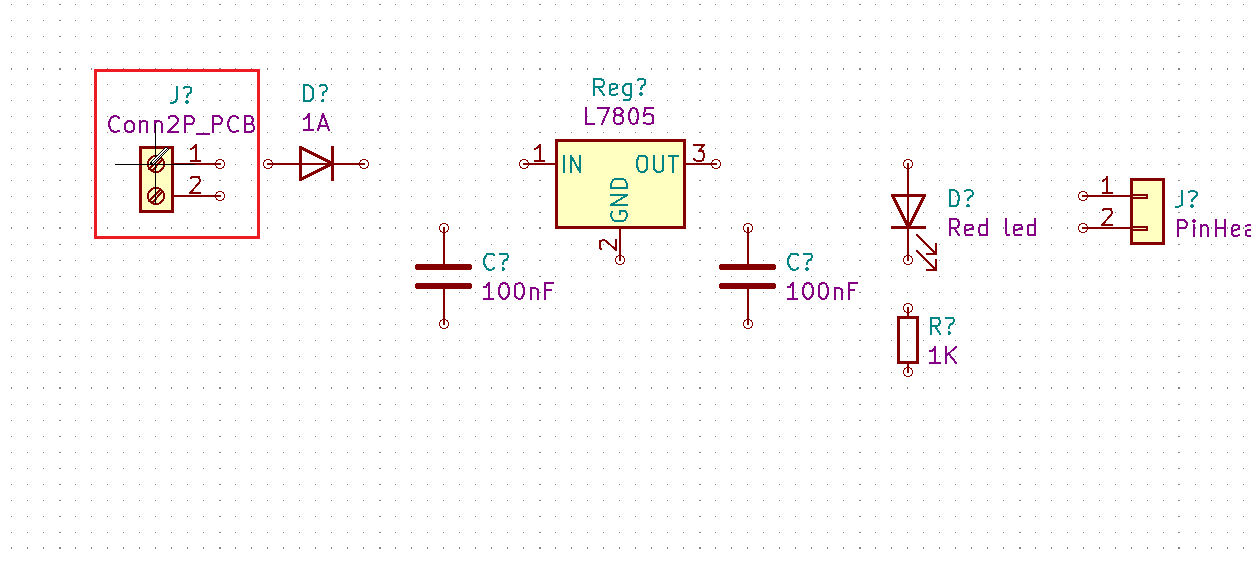 J?
Conn2P_PCB
1
2
D?
1A
Reg?
L7805
1
IN
OUT
3
GND
2
C?
100nF
C?
100nF
D?
Red led
R?
1K
1
2
J?
PinHea